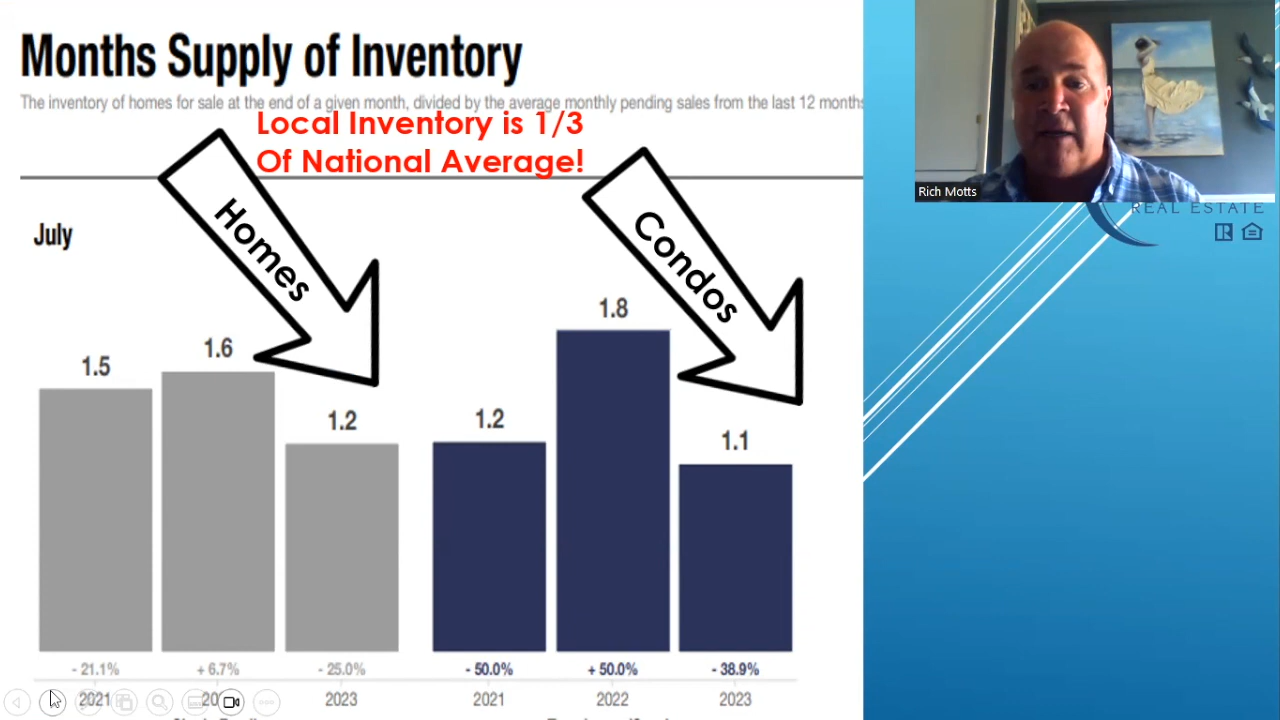 Months Supply of Inventory
The inventory of homes for sale at the end of a given month, divided by the average monthly pending sales from the last 12 months
Local Inventory is 1/3
Of National Average!
Rich Motts
REAL ESTATE
July
Homes
Condos
1.5
1.6
1.2
1.2
1.8
1.1
- 21.1%
+ 6.7%
- 25.0%
- 50.0%
+ 50.0%
- 38.9%
2021
2023
2021
2022
2023